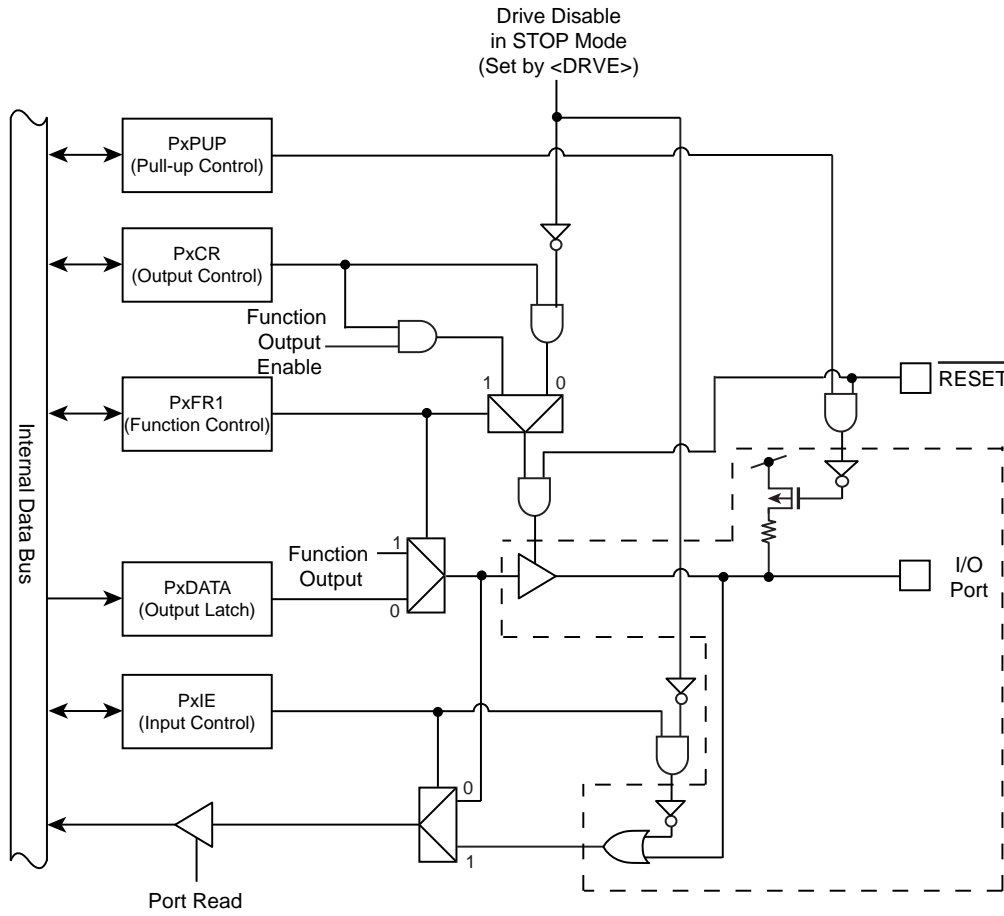 Drive Disable
in STOP Mode
(Set by <DRVE>)
PxPUP
(Pull-up Control)
PxCR
(Output Control)
Function
Output
Enable
1
0
RESET
PxFR1
(Function Control)
Internal Data Bus
Function
Output
1
0
I/O
Port
PxDATA
(Output Latch)
PxIE
(Input Control)
0
1
Port Read